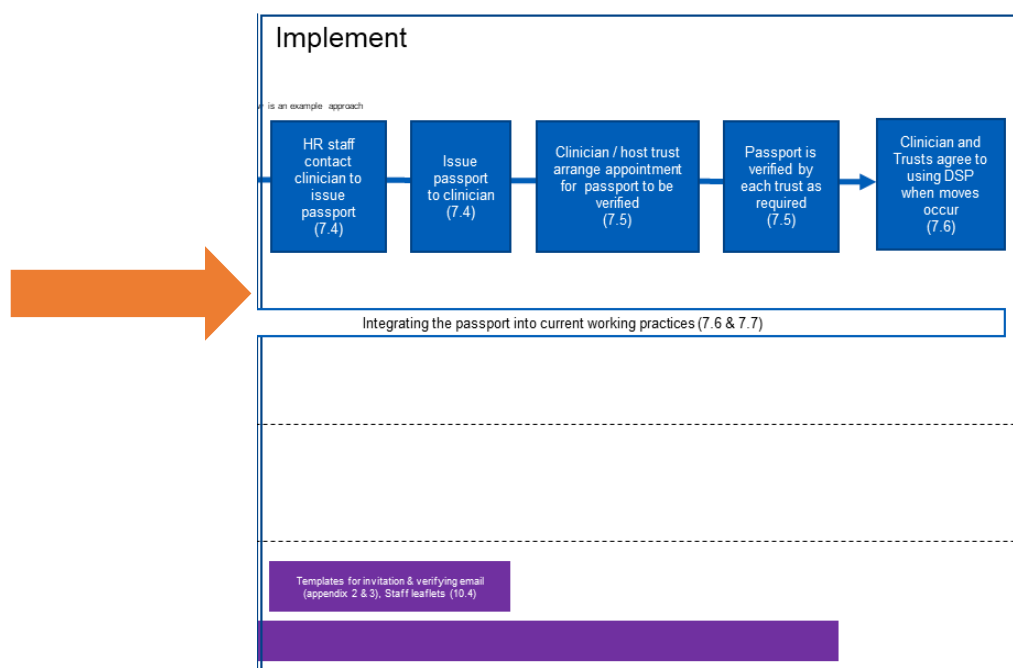 Implement
is an example approach
HR staff
contact
clinician to
issue
passport
(7.4)
Issue
passport
to clinician
(7.4)
Clinician / host trust
arrange appointment
for passport to be
verified
(7.5)
Passport is
verified by
each trust as
required
(7.5)
Clinician and
Trusts agree to
using DSP
when moves
occur
(7.6)
Integrating the passport into current working practices (7.6 & 7.7)
Templates for invitation & verifying email
(appendix 2 & 3), Staff leaflets (10.4)